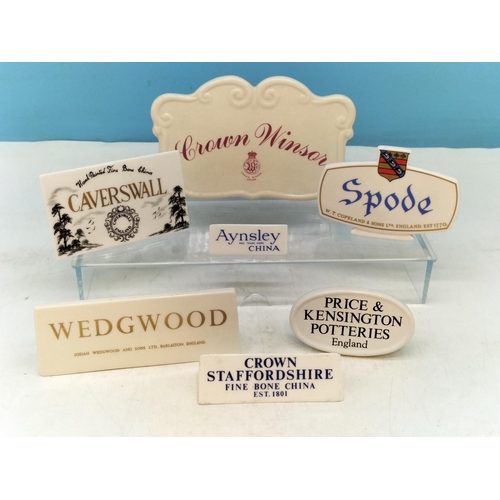 Crown Winsor
Hand Painted Fine Bone China
CAVERSWALL
Spode
W. T. COPELAND & SONS LTD. ENGLAND EST 1770
Aynsley
CHINA
WEDGWOOD
JOSIAH WEDGWOOD AND SONS LTD. BARLASTON ENGLAND
PRICE &
KENSINGTON
POTTERIES
England
CROWN
STAFFORDSHIRE
FINE BONE CHINA
EST. 1801